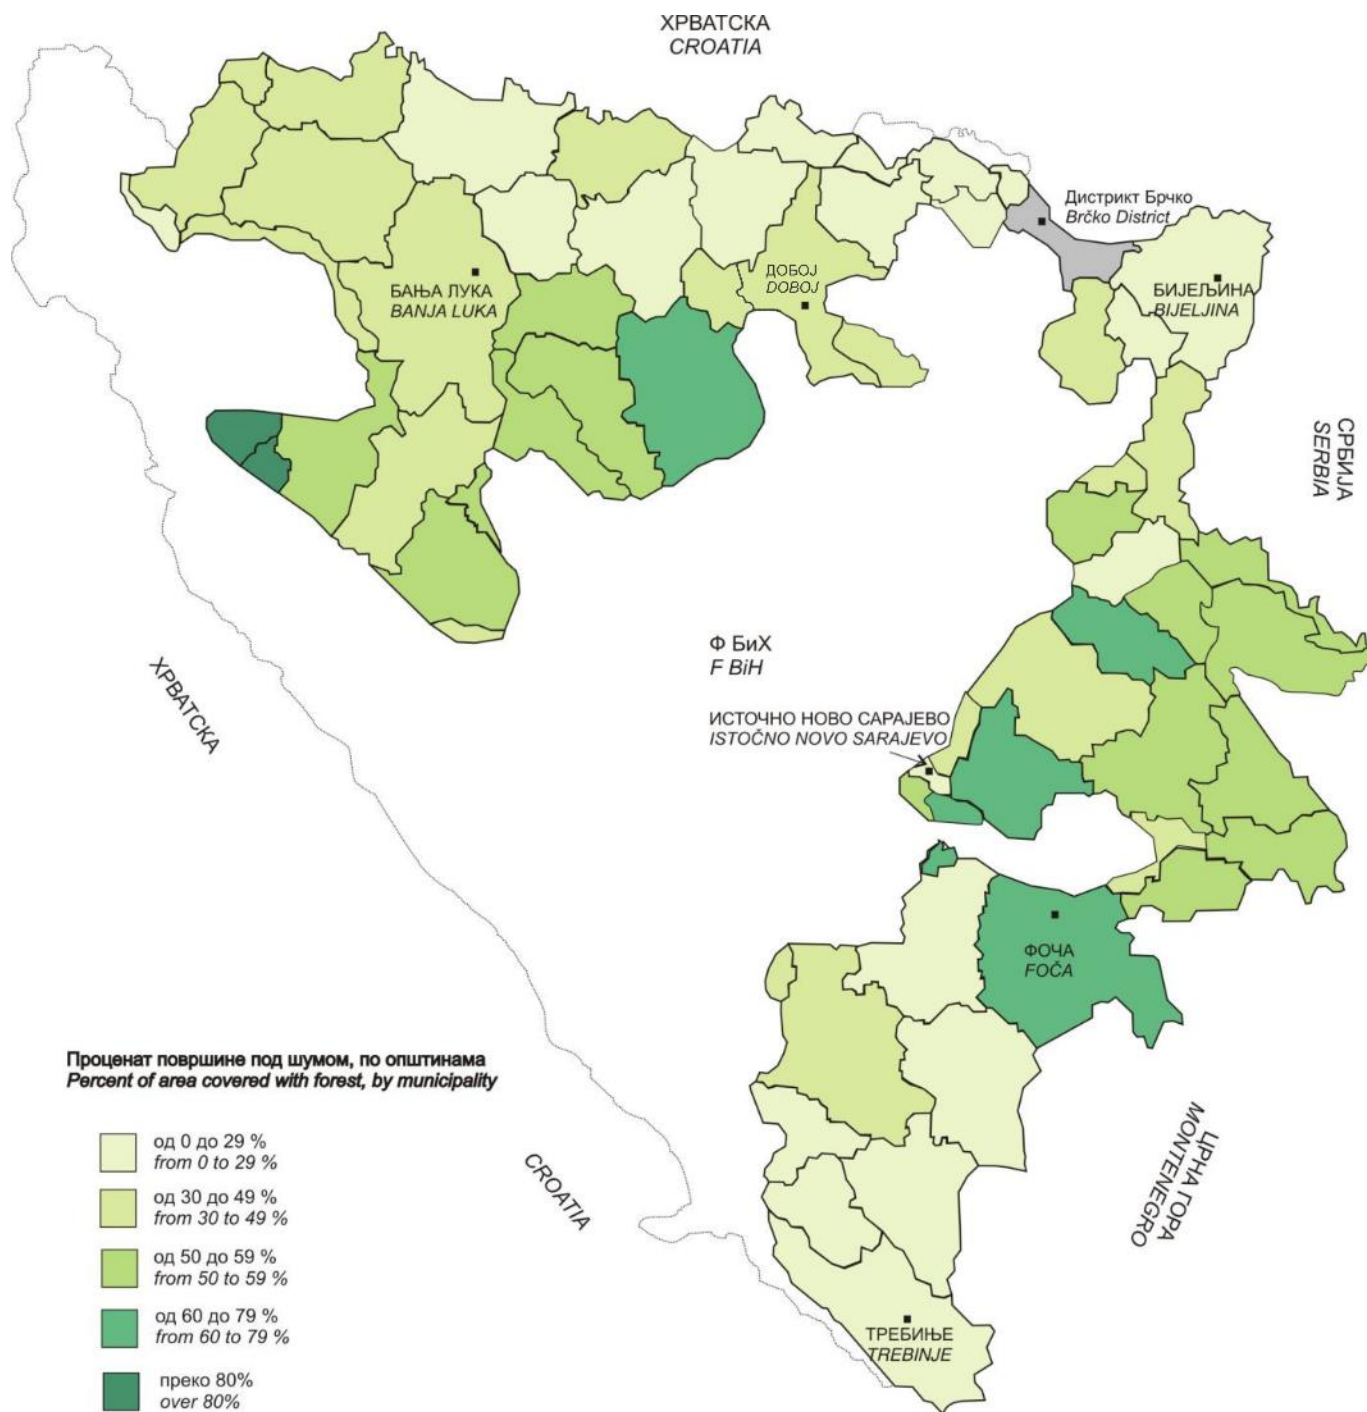 ХРВАТСКА
CROATIA
Дистрикт Брчко
Brčko District
ДОБОЈ
DOBOJ
БАЊА ЛУКА
BANJA LUKA
БИЈЕЉИНА
BIJELJINA
СРБИЈА
SERBIA
Ф БиХ
F BiH
ХРВАТСКА
ИСТОЧНО НОВО САРАЈЕВО
ISTOČNO NOVO SARAJEVO
ФОЧА
FOČA
Проценат површине под шумом, по општинама
Percent of area covered with forest, by municipality
од 0 до 29 %
from 0 to 29 %
од 30 до 49 %
from 30 to 49 %
од 50 до 59 %
from 50 to 59 %
од 60 до 79 %
from 60 to 79 %
преко 80%
over 80%
CROATIA
ЦРНА ГОРА
MONTENEGRO
ТРЕБИЊЕ
TREBINJE